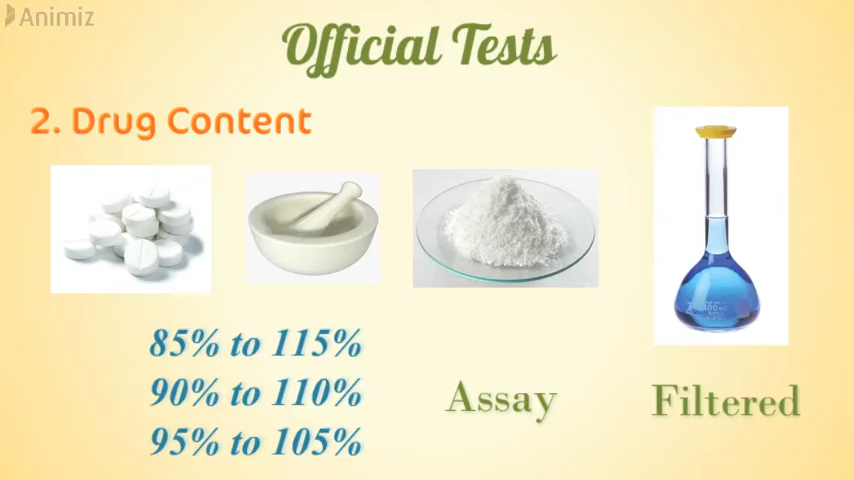 Animiz
Official Tests
2. Drug Content
85% to 115%
90% to 110%
95% to 105%
Assay
Filtered